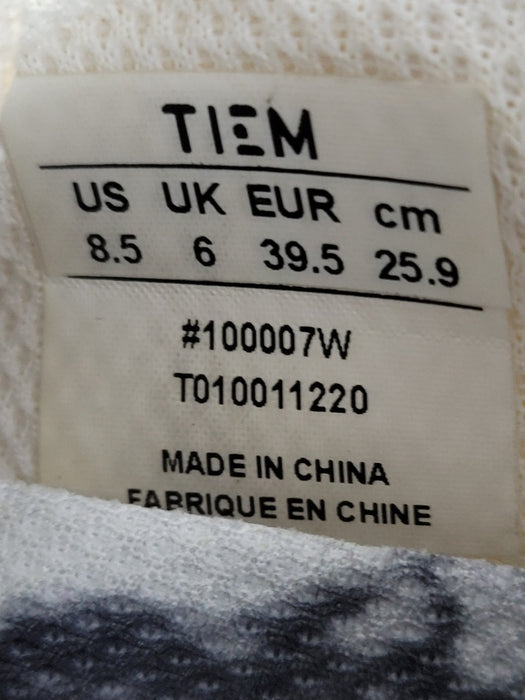 TIEM
US UK EUR cm
8.5 6 39.5 25.9
#100007W
T010011220
MADE IN CHINA
FABRIQUE EN CHINE